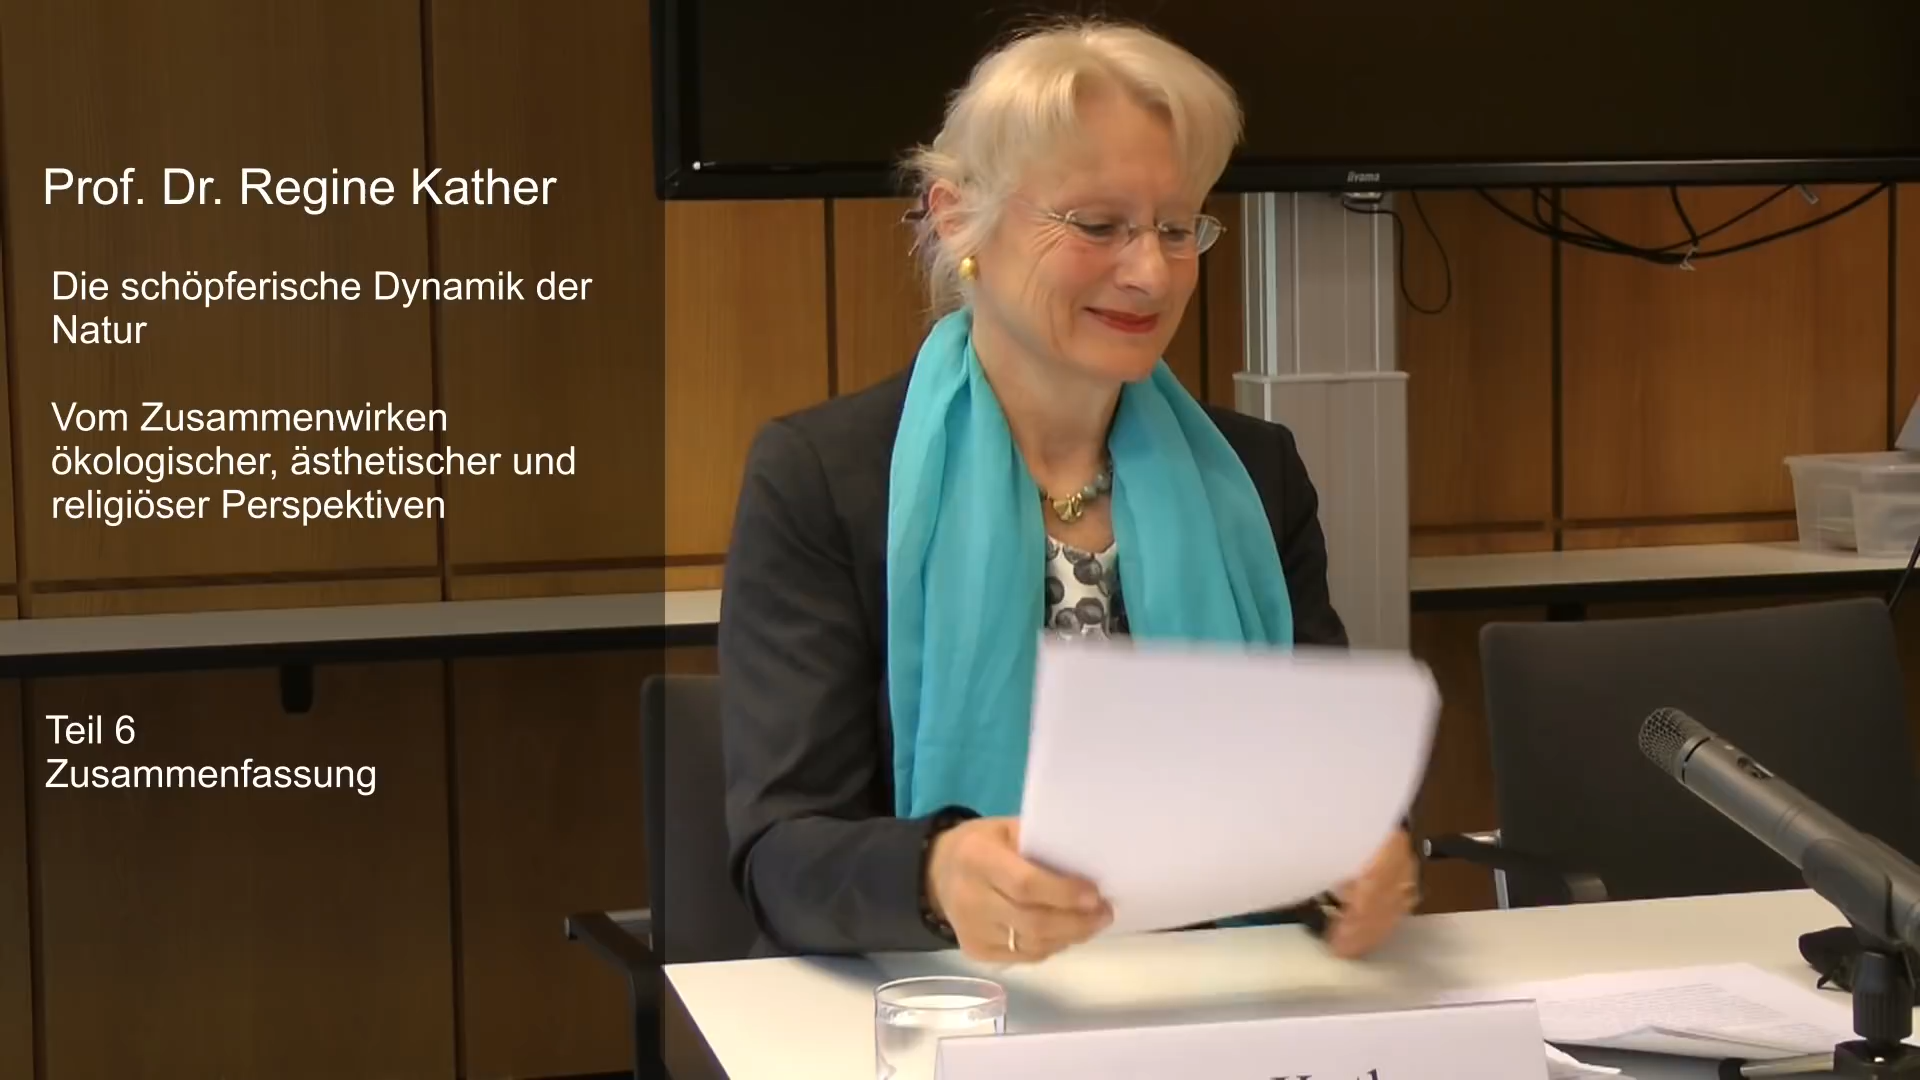 Prof. Dr. Regine Kather
Die schöpferische Dynamik der
Natur
Vom Zusammenwirken
ökologischer, ästhetischer und
religiöser Perspektiven
Teil 6
Zusammenfassung
iiyama